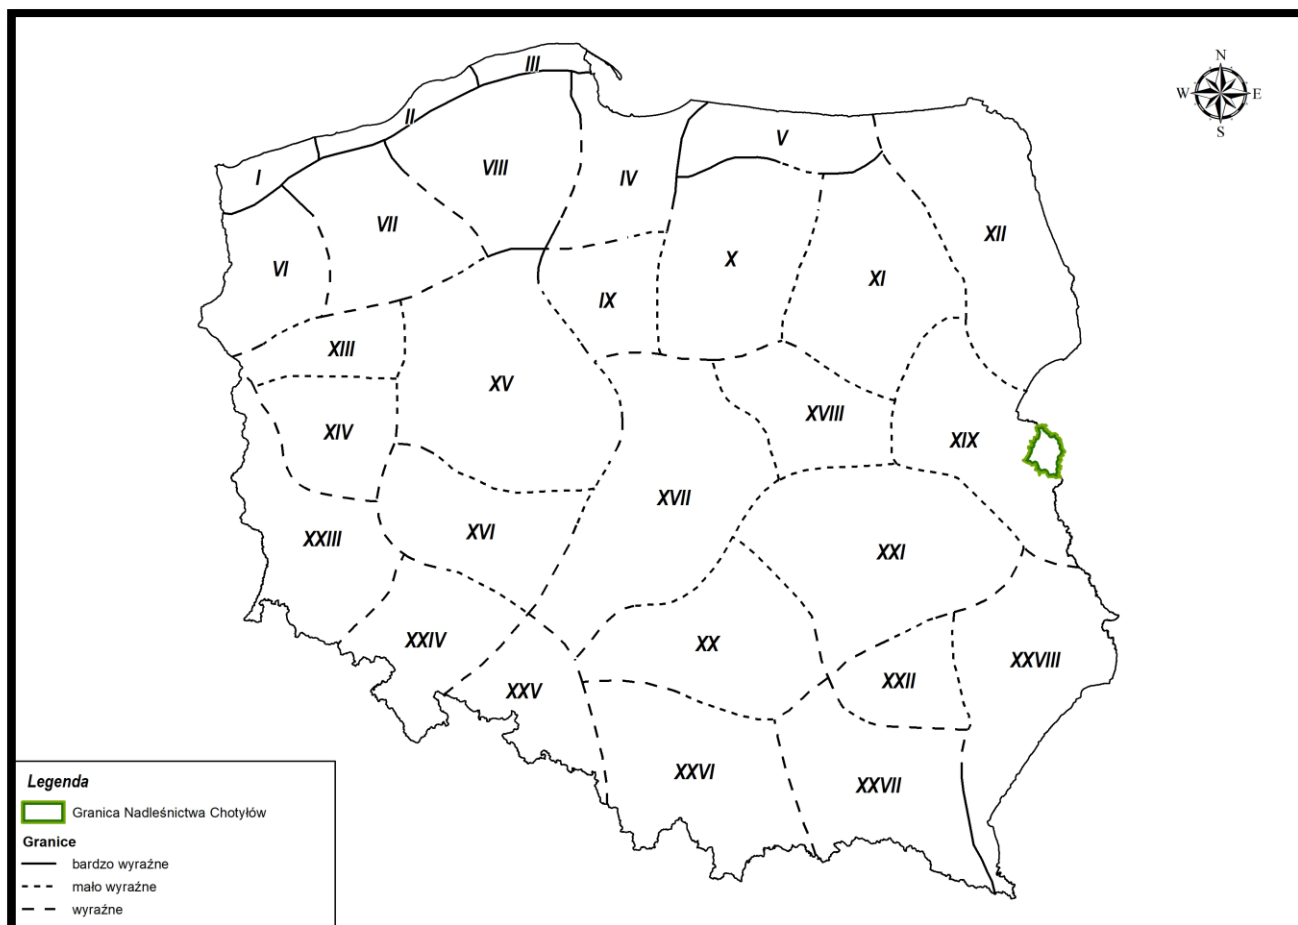 N
W E
S
III
II
I
V
VIII
IV
VII
XII
VI
X
XI
IX
XIII
XV
XIV
XVIII
XIX
XVII
XXIII
XVI
XXI
XXIV
XX
XXVIII
XXV
XXII
XXVI
XXVII
Legenda
Granica Nadleśnictwa Chotyłów
Granice
bardzo wyraźne
mało wyraźne
wyraźne